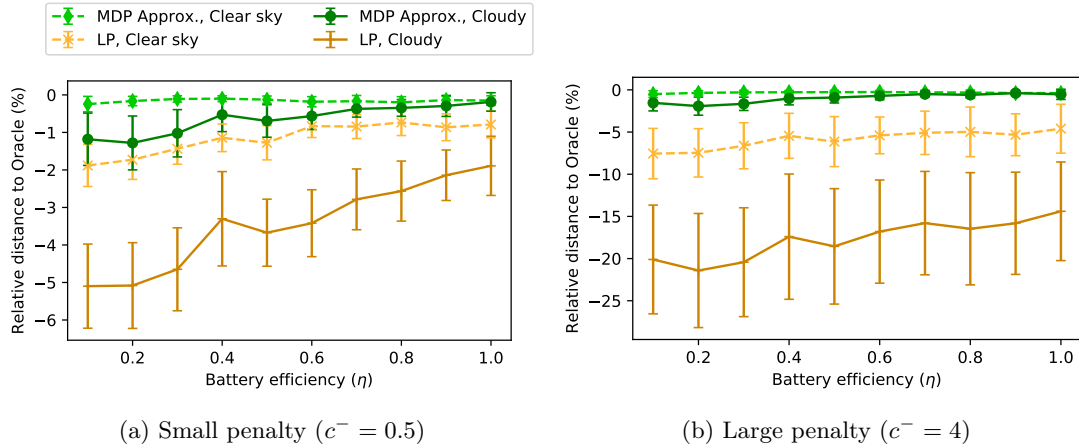 MDP Approx., Clear sky
MDP Approx., Cloudy
LP, Clear sky
LP, Cloudy
Relative distance to Oracle (%)
0
−1
−2
−3
−4
−5
−6
0.2 0.4 0.6 0.8 1.0
Battery efficiency (η)
(a) Small penalty (c⁻ = 0.5)
Relative distance to Oracle (%)
0
−5
−10
−15
−20
−25
0.2 0.4 0.6 0.8 1.0
Battery efficiency (η)
(b) Large penalty (c⁻ = 4)